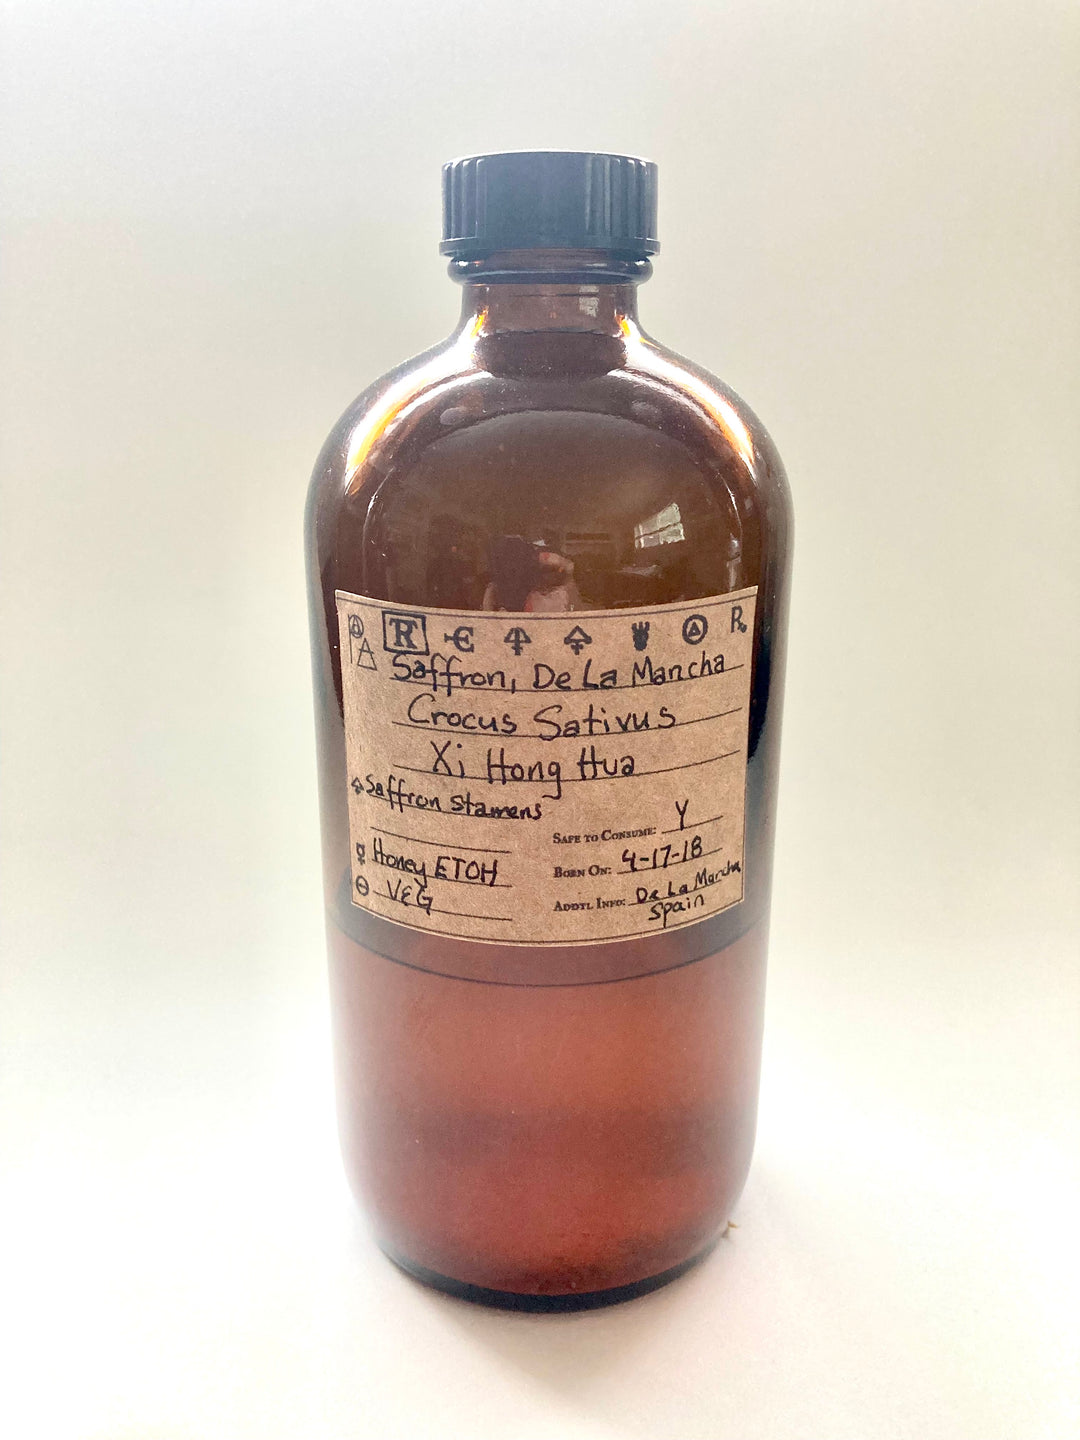 Saffron, De La Mancha
Crocus Sativus
Xi Hong Hua
Saffron Stamens
Safe to Consume: Y
Honey ETOH
Born On: 4-17-18
VEG
Addtl Info: De La Mancha
Spain